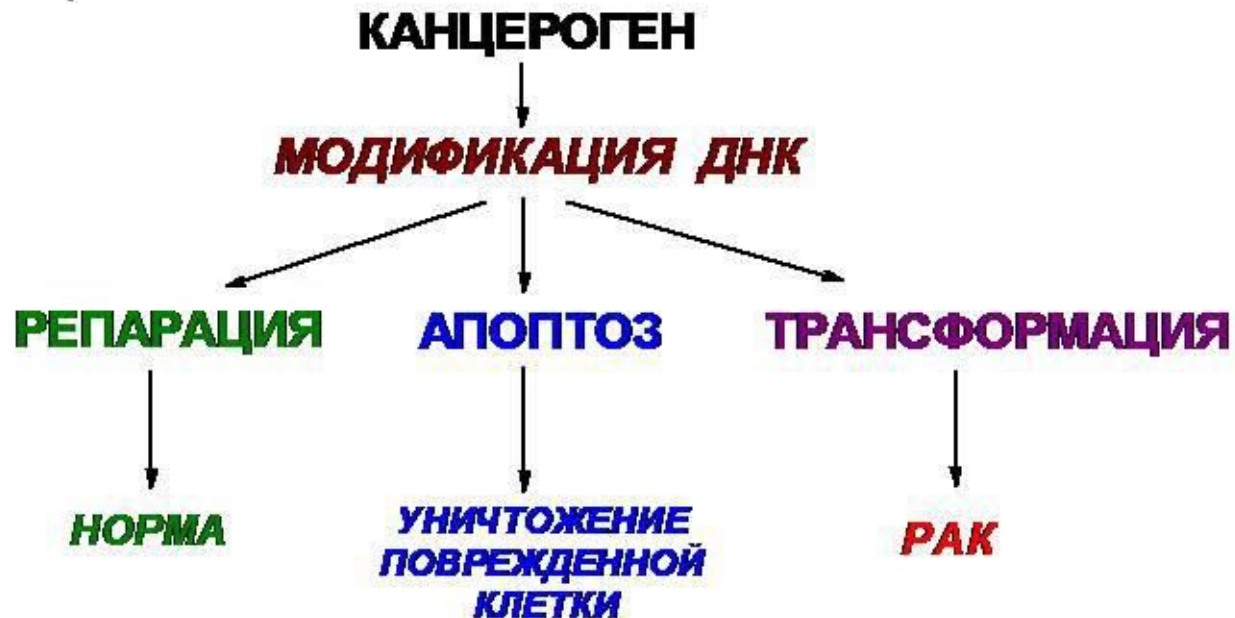 КАНЦЕРОГЕН
МОДИФИКАЦИЯ ДНК
РЕПАРАЦИЯ АПОПТОЗ ТРАНСФОРМАЦИЯ
НОРМА
УНИЧТОЖЕНИЕ
ПОВРЕЖДЕННОЙ
КЛЕТКИ
РАК